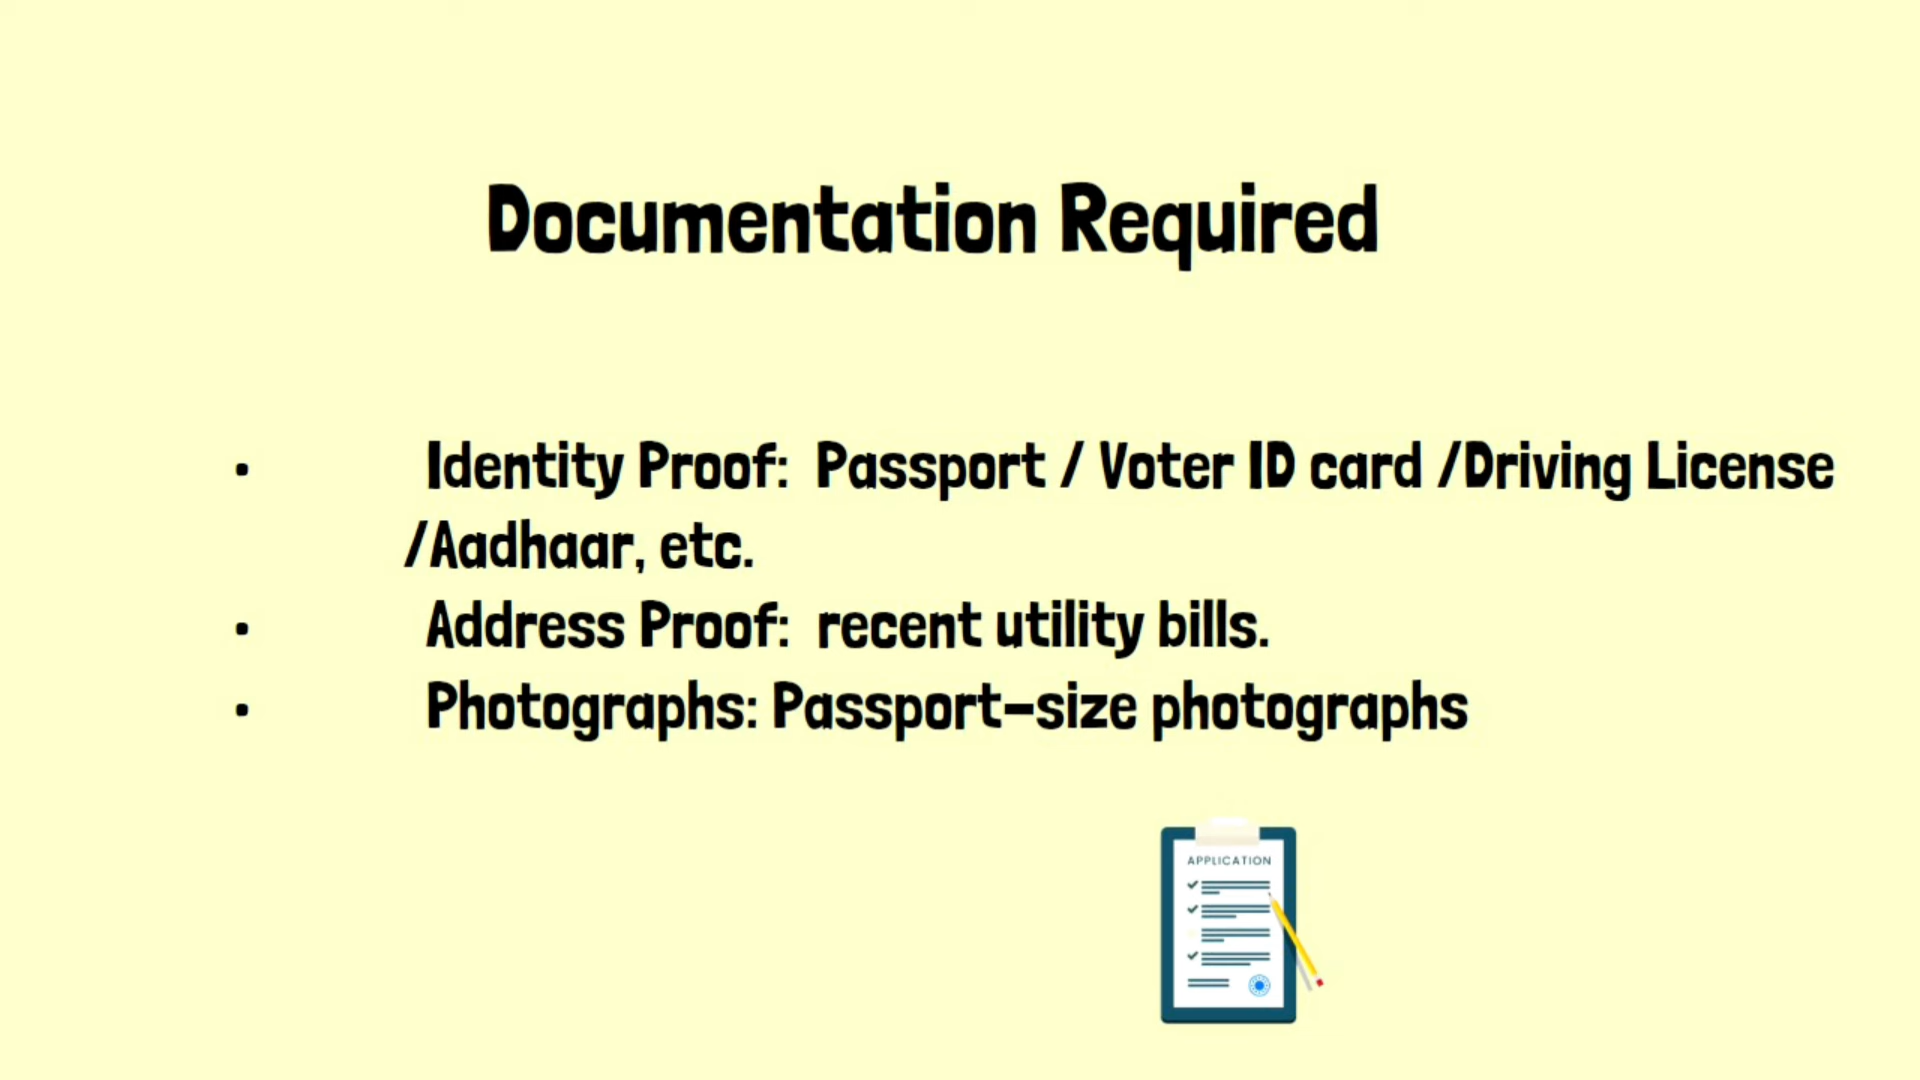 Documentation Required
• Identity Proof: Passport / Voter ID card /Driving License
/Aadhaar, etc.
• Address Proof: recent utility bills.
• Photographs: Passport-size photographs
APPLICATION